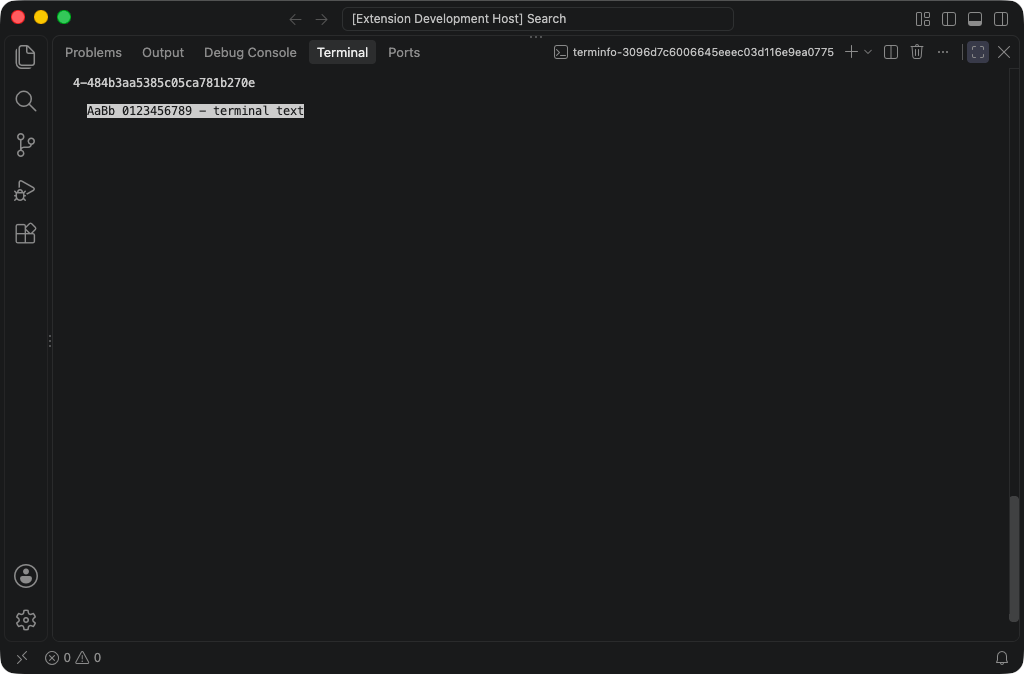 [Extension Development Host] Search
Problems Output Debug Console Terminal Ports terminfo-3096d7c6006645eeec03d116e9ea0775
4-484b3aa5385c05ca781b270e
AaBb 0123456789 - terminal text
0 0